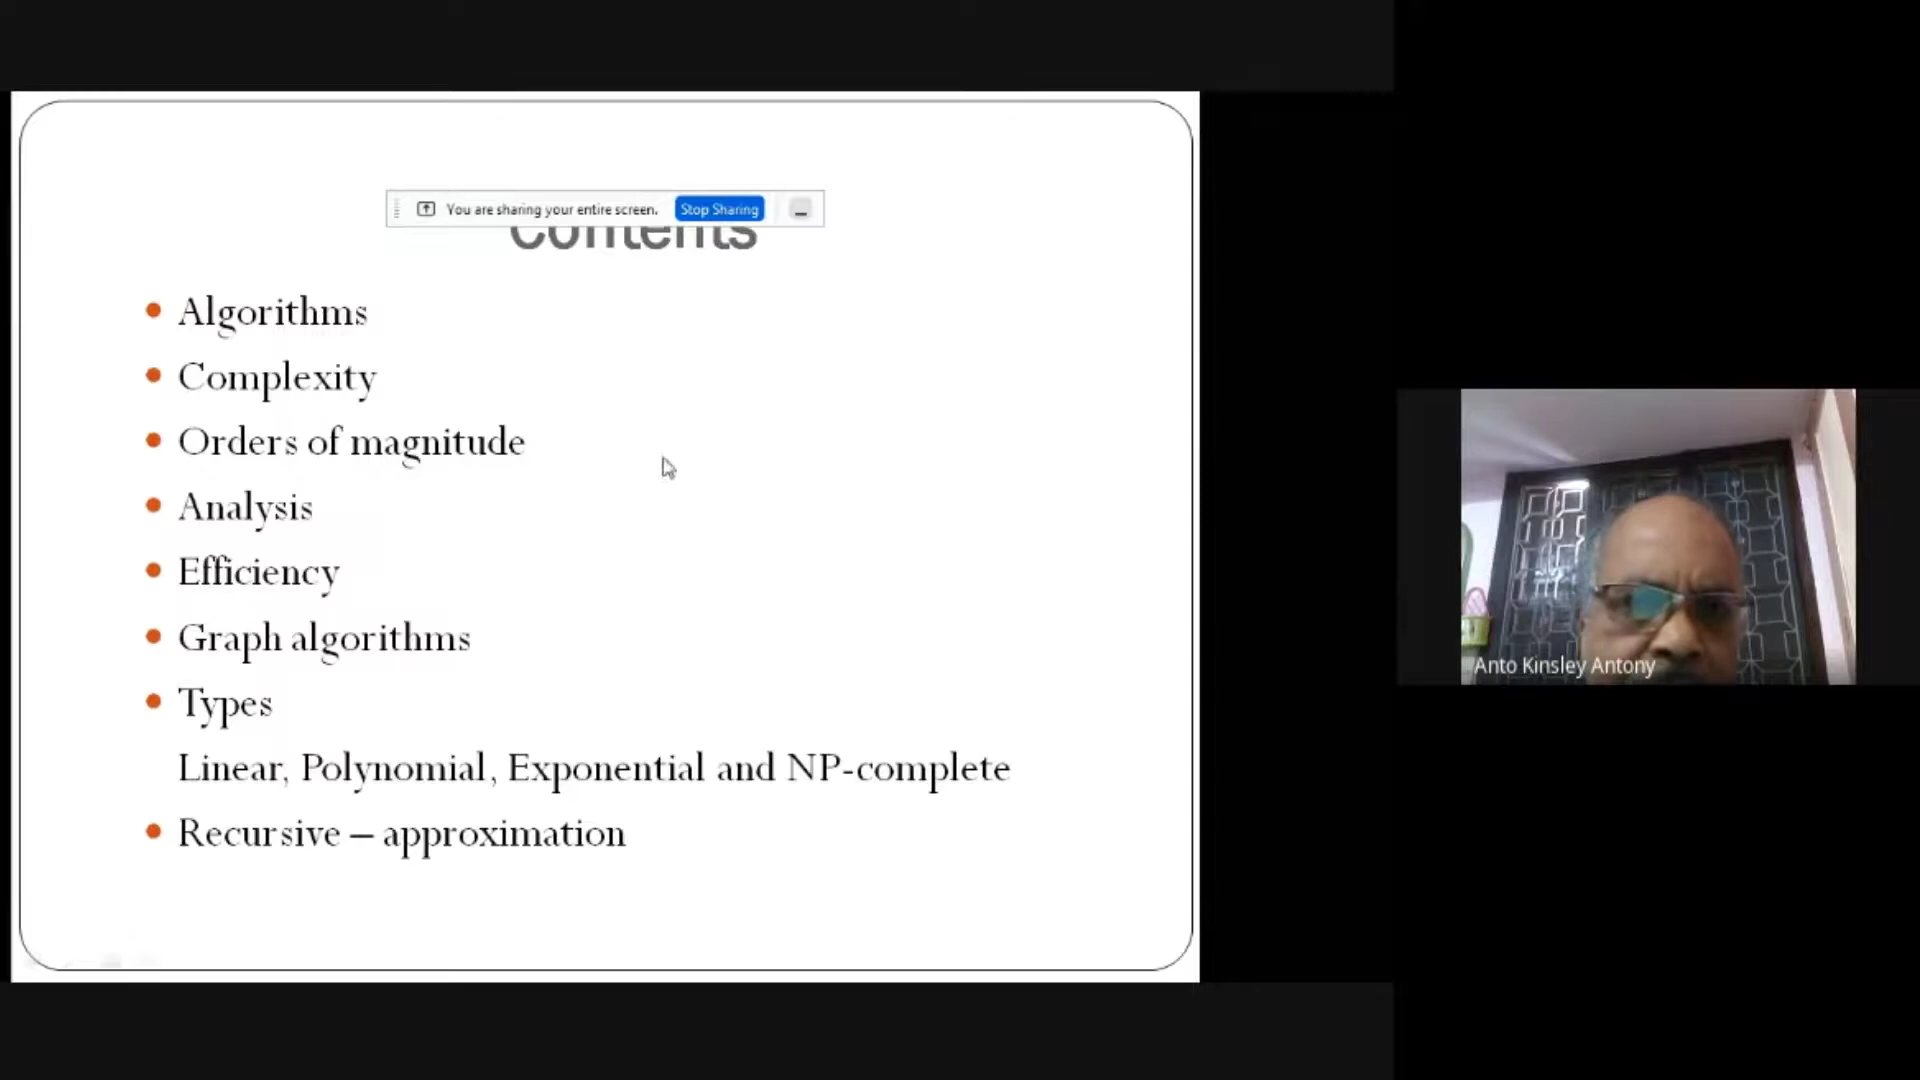 You are sharing your entire screen. Stop Sharing
Contents
Algorithms
Complexity
Orders of magnitude
Analysis
Efficiency
Graph algorithms
Types
Linear, Polynomial, Exponential and NP-complete
Recursive – approximation
Anto Kinsley Antony